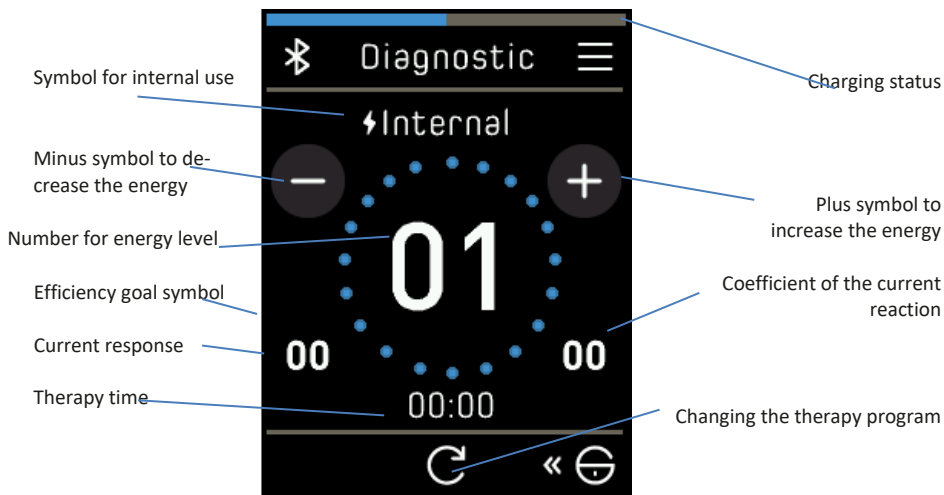 Diagnostic
Symbol for internal use
Charging status
Internal
Minus symbol to de-
crease the energy
Plus symbol to
increase the energy
Number for energy level
01
Efficiency goal symbol
Coefficient of the current
reaction
Current response
00
00
Therapy time
00:00
Changing the therapy program
«